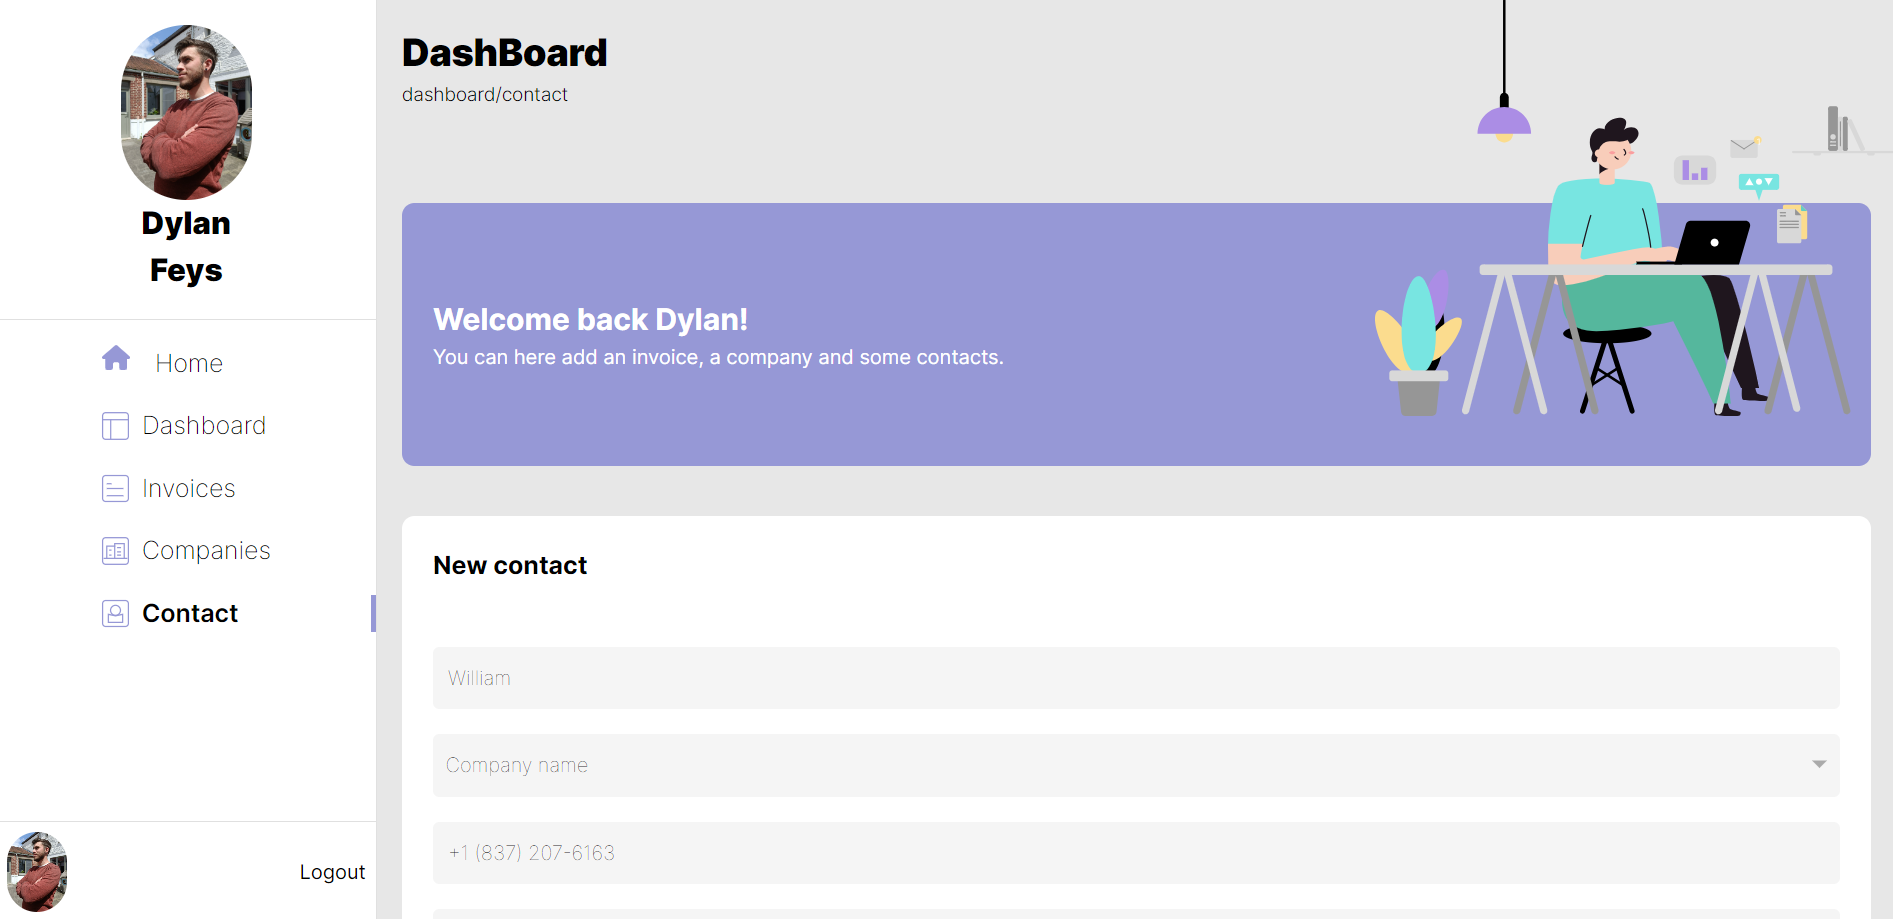 Dylan
Feys
Home
Dashboard
Invoices
Companies
Contact
Logout
DashBoard
dashboard/contact
Welcome back Dylan!
You can here add an invoice, a company and some contacts.
New contact
William
Company name
+1 (837) 207-6163